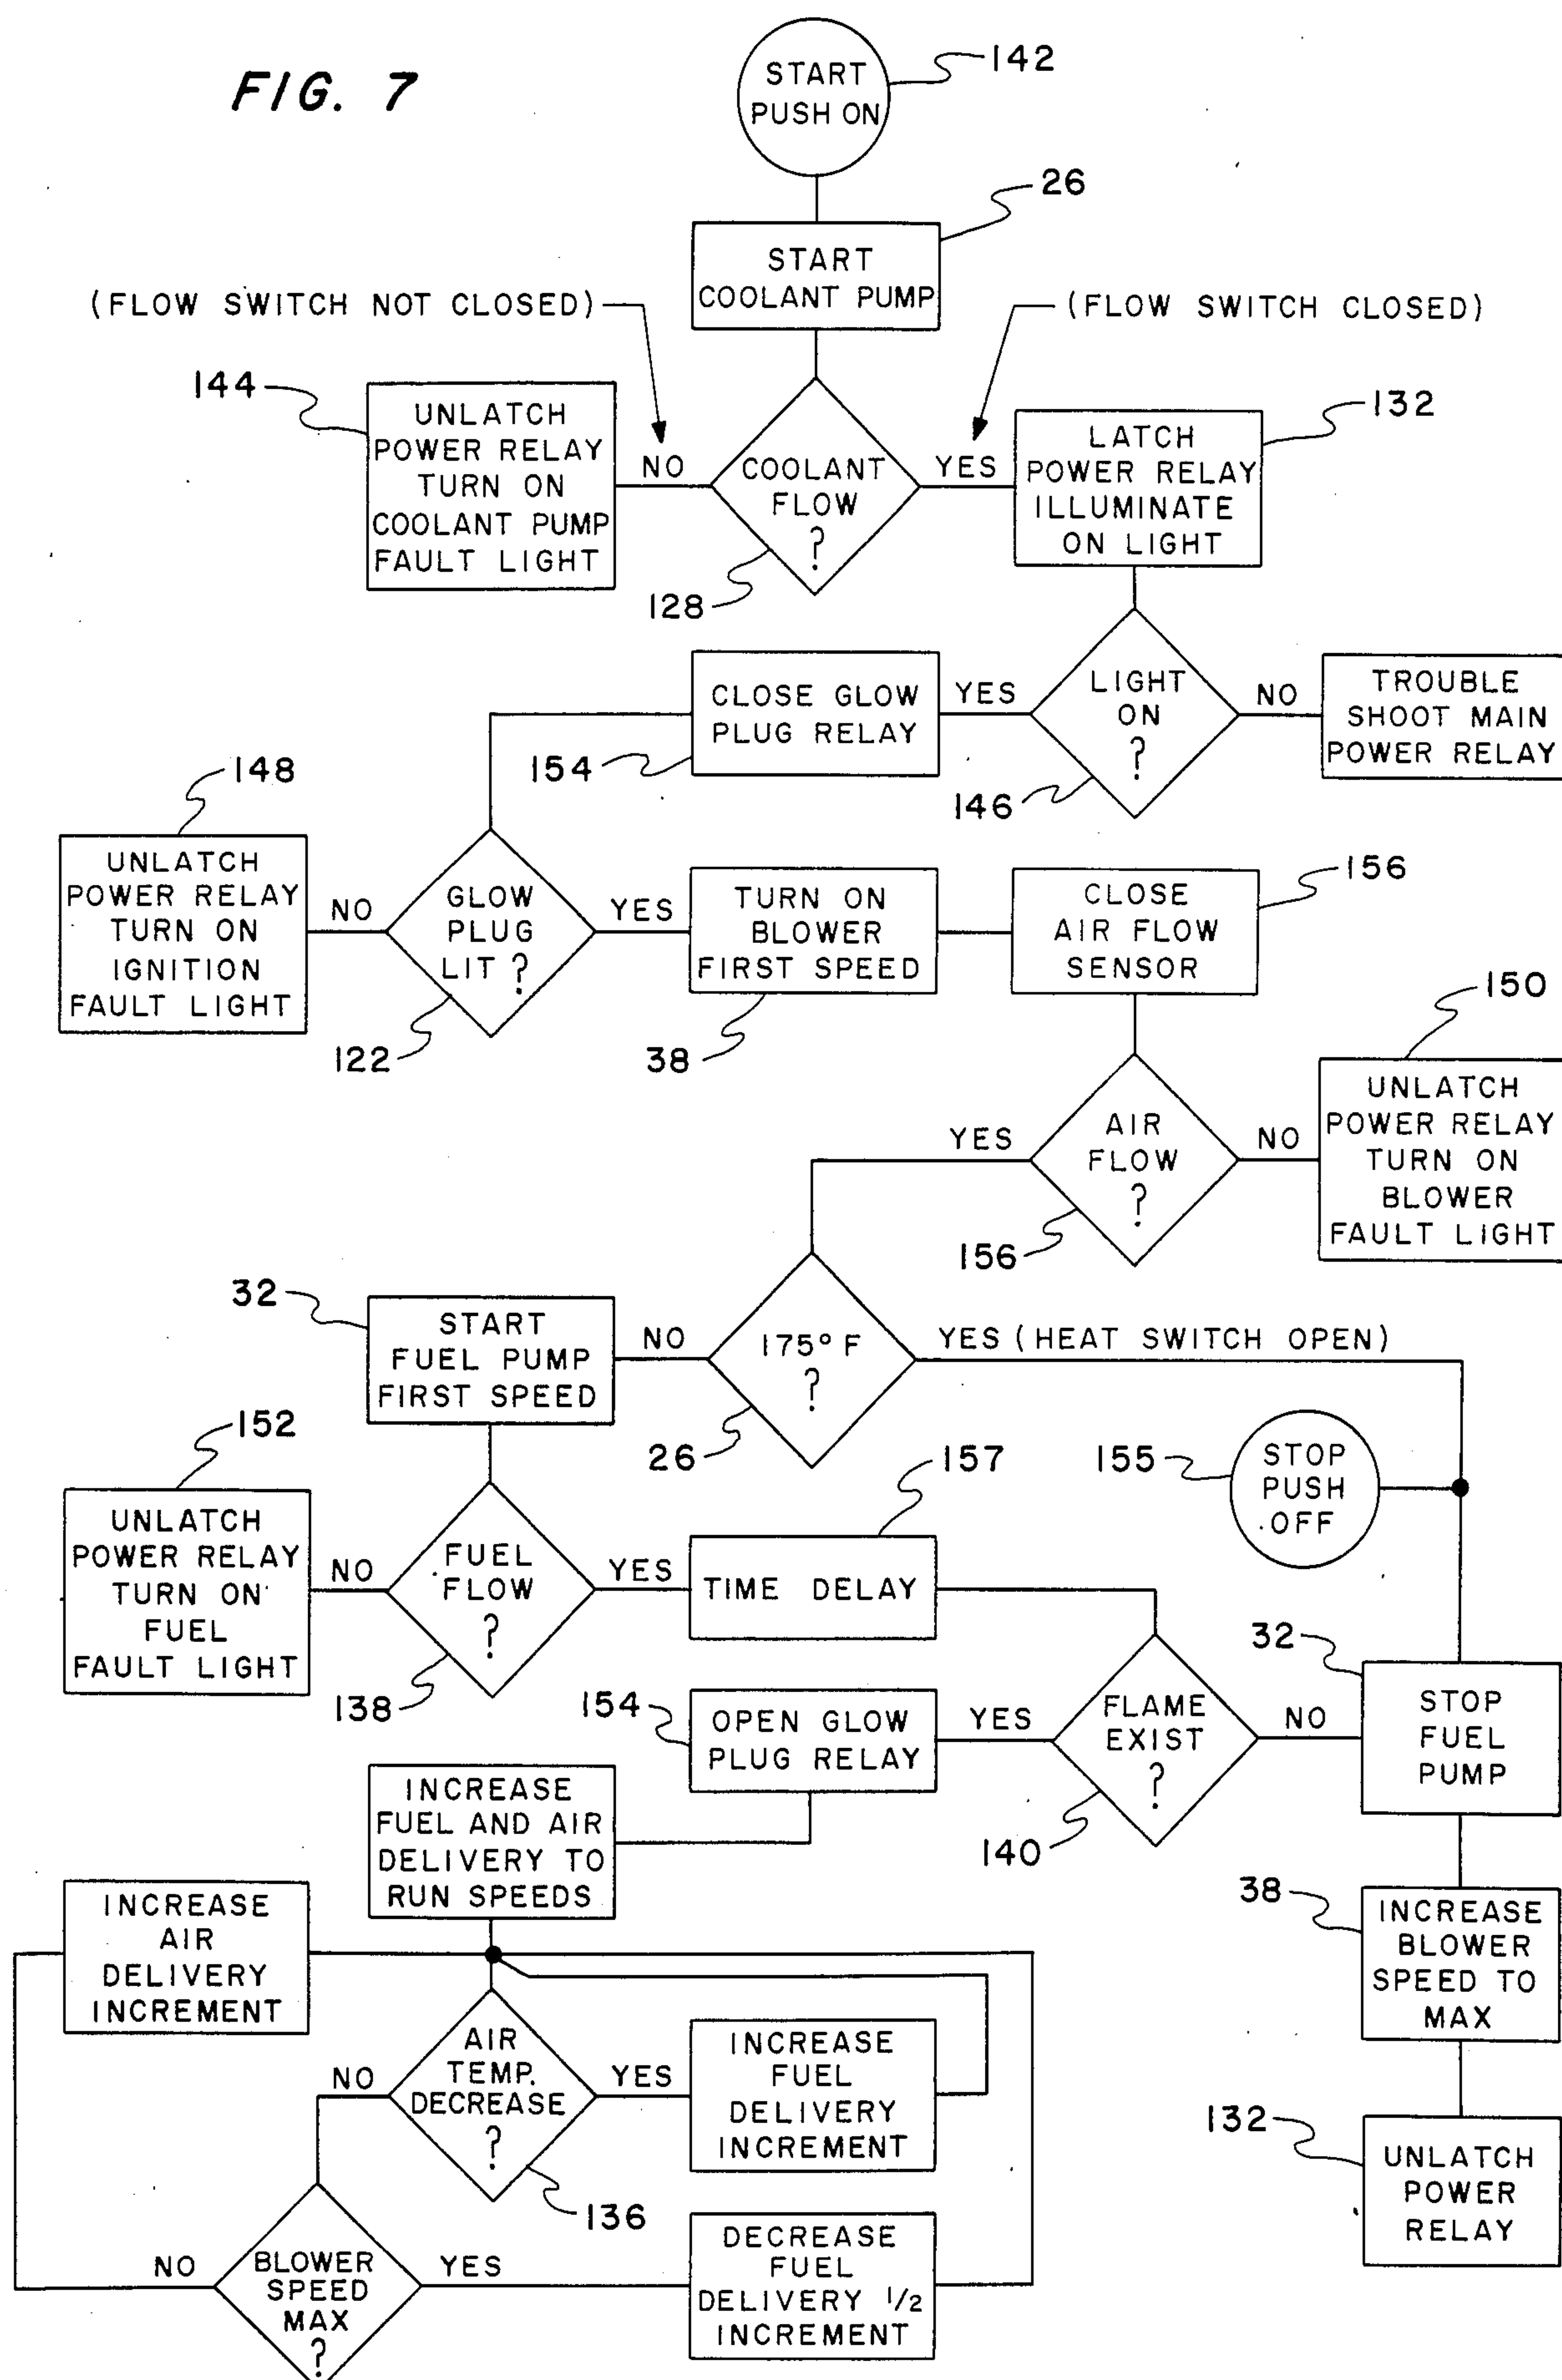 FIG. 7
START
PUSH ON
142
START
COOLANT PUMP
26
(FLOW SWITCH NOT CLOSED)
(FLOW SWITCH CLOSED)
144
UNLATCH
POWER RELAY
TURN ON
COOLANT PUMP
FAULT LIGHT
NO
COOLANT
FLOW
?
128
YES
LATCH
POWER RELAY
ILLUMINATE
ON LIGHT
132
CLOSE GLOW
PLUG RELAY
154
YES
LIGHT
ON
?
146
NO
TROUBLE
SHOOT MAIN
POWER RELAY
148
UNLATCH
POWER RELAY
TURN ON
IGNITION
FAULT LIGHT
NO
GLOW
PLUG
LIT ?
122
YES
TURN ON
BLOWER
FIRST SPEED
38
CLOSE
AIR FLOW
SENSOR
156
YES
AIR
FLOW
?
156
NO
150
UNLATCH
POWER RELAY
TURN ON
BLOWER
FAULT LIGHT
32
START
FUEL PUMP
FIRST SPEED
NO
175° F
?
26
YES (HEAT SWITCH OPEN)
155
STOP
PUSH
OFF
152
UNLATCH
POWER RELAY
TURN ON
FUEL
FAULT LIGHT
NO
FUEL
FLOW
?
138
YES
157
TIME DELAY
154
OPEN GLOW
PLUG RELAY
YES
FLAME
EXIST
?
140
NO
32
STOP
FUEL
PUMP
INCREASE
FUEL AND AIR
DELIVERY TO
RUN SPEEDS
38
INCREASE
BLOWER
SPEED TO
MAX
INCREASE
AIR
DELIVERY
INCREMENT
NO
AIR
TEMP.
DECREASE
?
136
YES
INCREASE
FUEL
DELIVERY
INCREMENT
132
UNLATCH
POWER
RELAY
NO
BLOWER
SPEED
MAX
?
YES
DECREASE
FUEL
DELIVERY 1/2
INCREMENT